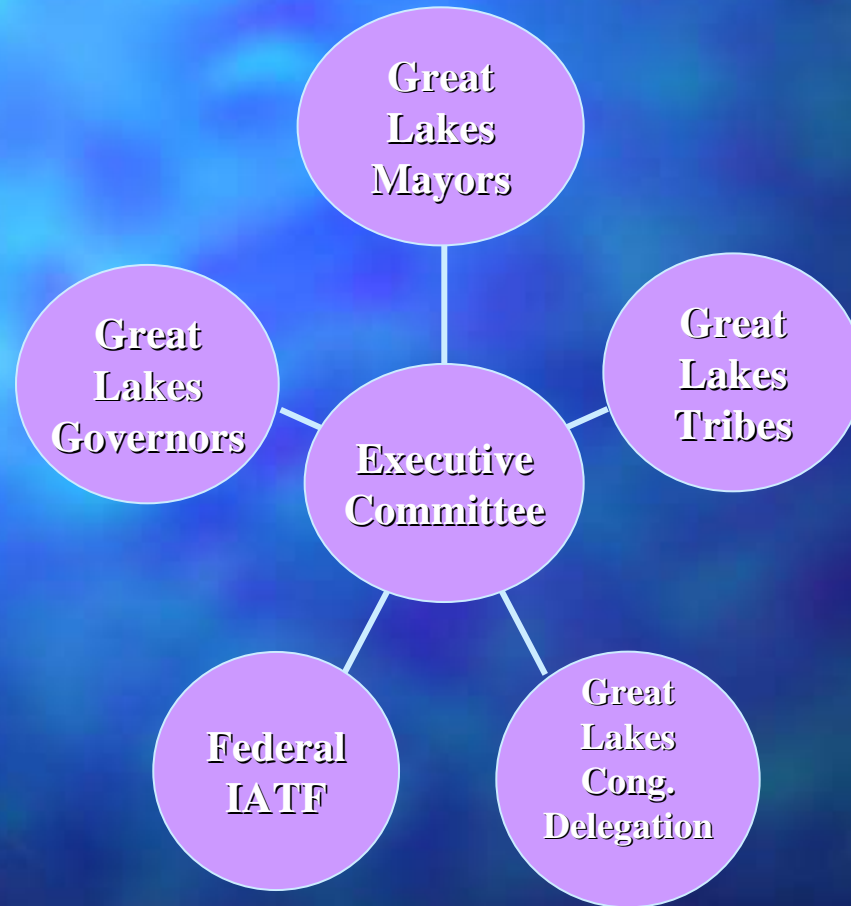 Great
Lakes
Mayors
Great
Lakes
Governors
Great
Lakes
Tribes
Executive
Committee
Federal
IATF
Great
Lakes
Cong.
Delegation